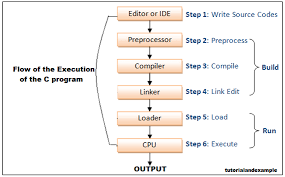 Editor or IDE Step 1: Write Source Codes
Preprocessor Step 2: Preprocess
Flow of the Execution
of the C program
Compiler Step 3: Compile
Build
Linker Step 4: Link Edit
Loader Step 5: Load
Run
CPU Step 6: Execute
OUTPUT
tutorialandexample